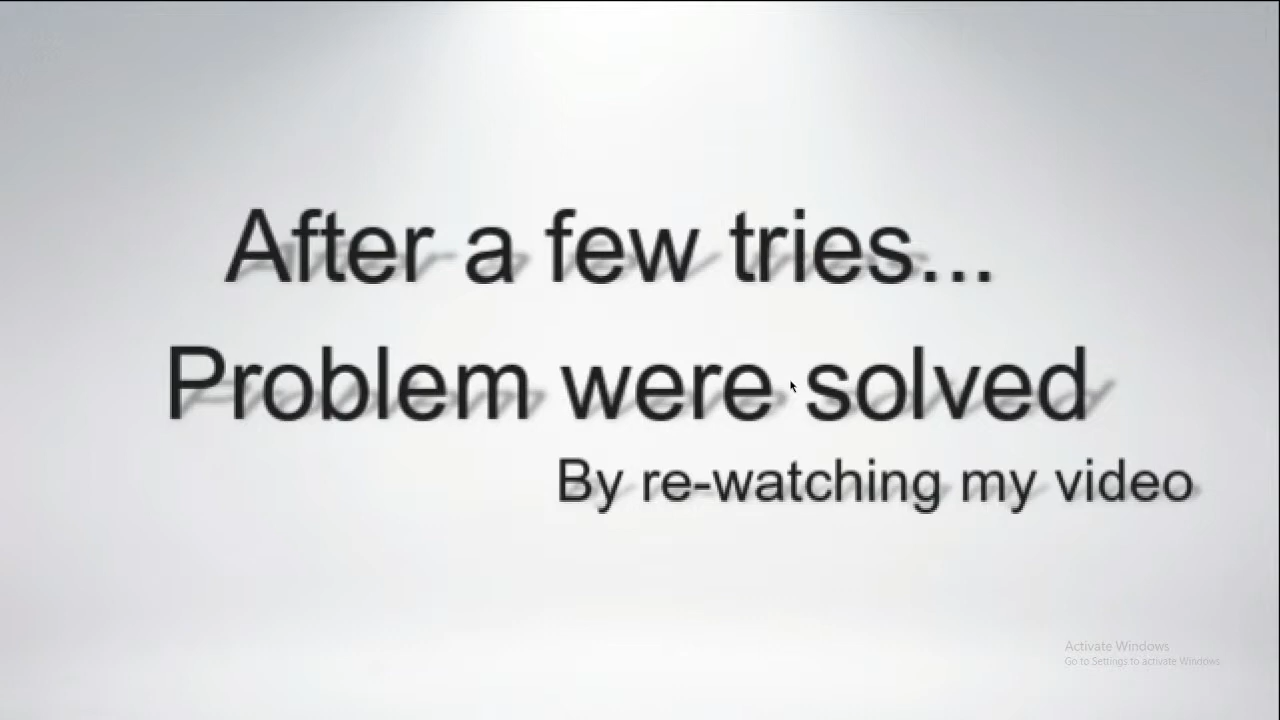 After a few tries...
Problem were solved
By re-watching my video
Activate Windows
Go to Settings to activate Windows.